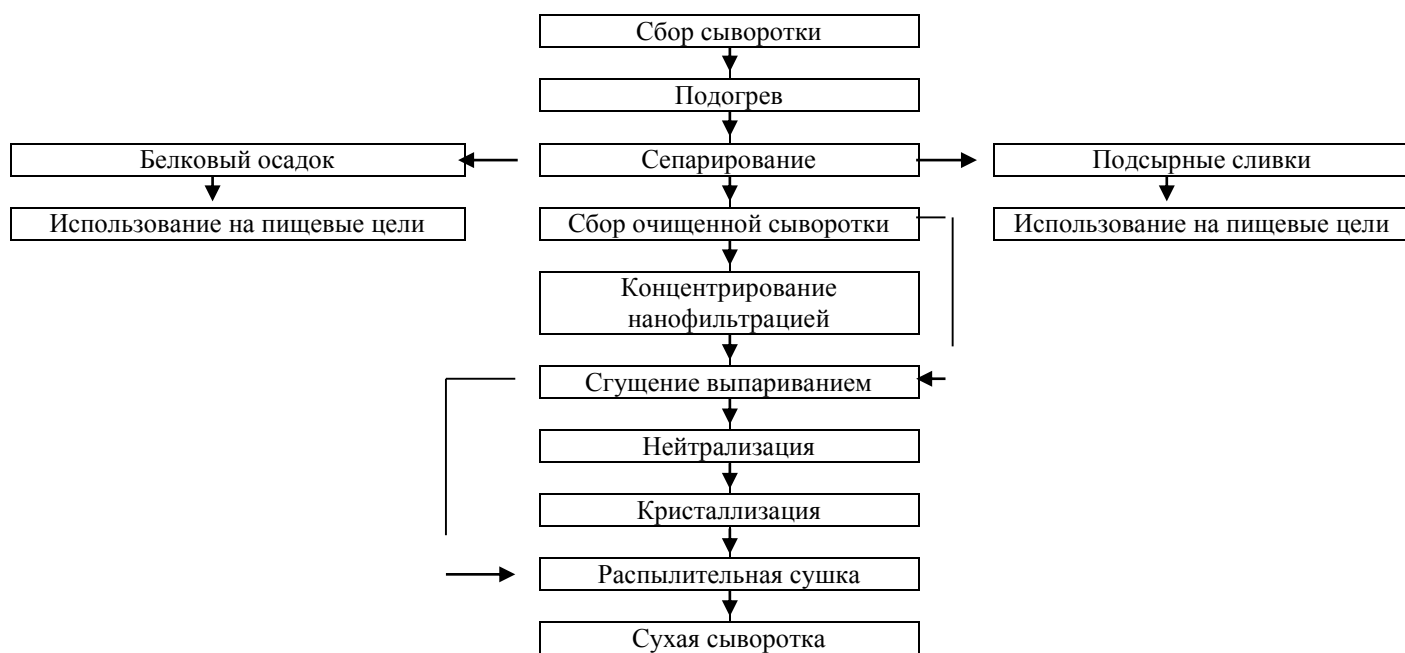 Сбор сыворотки
Подогрев
Белковый осадок
Сепарирование
Подсырные сливки
Использование на пищевые цели
Сбор очищенной сыворотки
Использование на пищевые цели
Концентрирование
нанофильтрацией
Сгущение выпариванием
Нейтрализация
Кристаллизация
Распылительная сушка
Сухая сыворотка